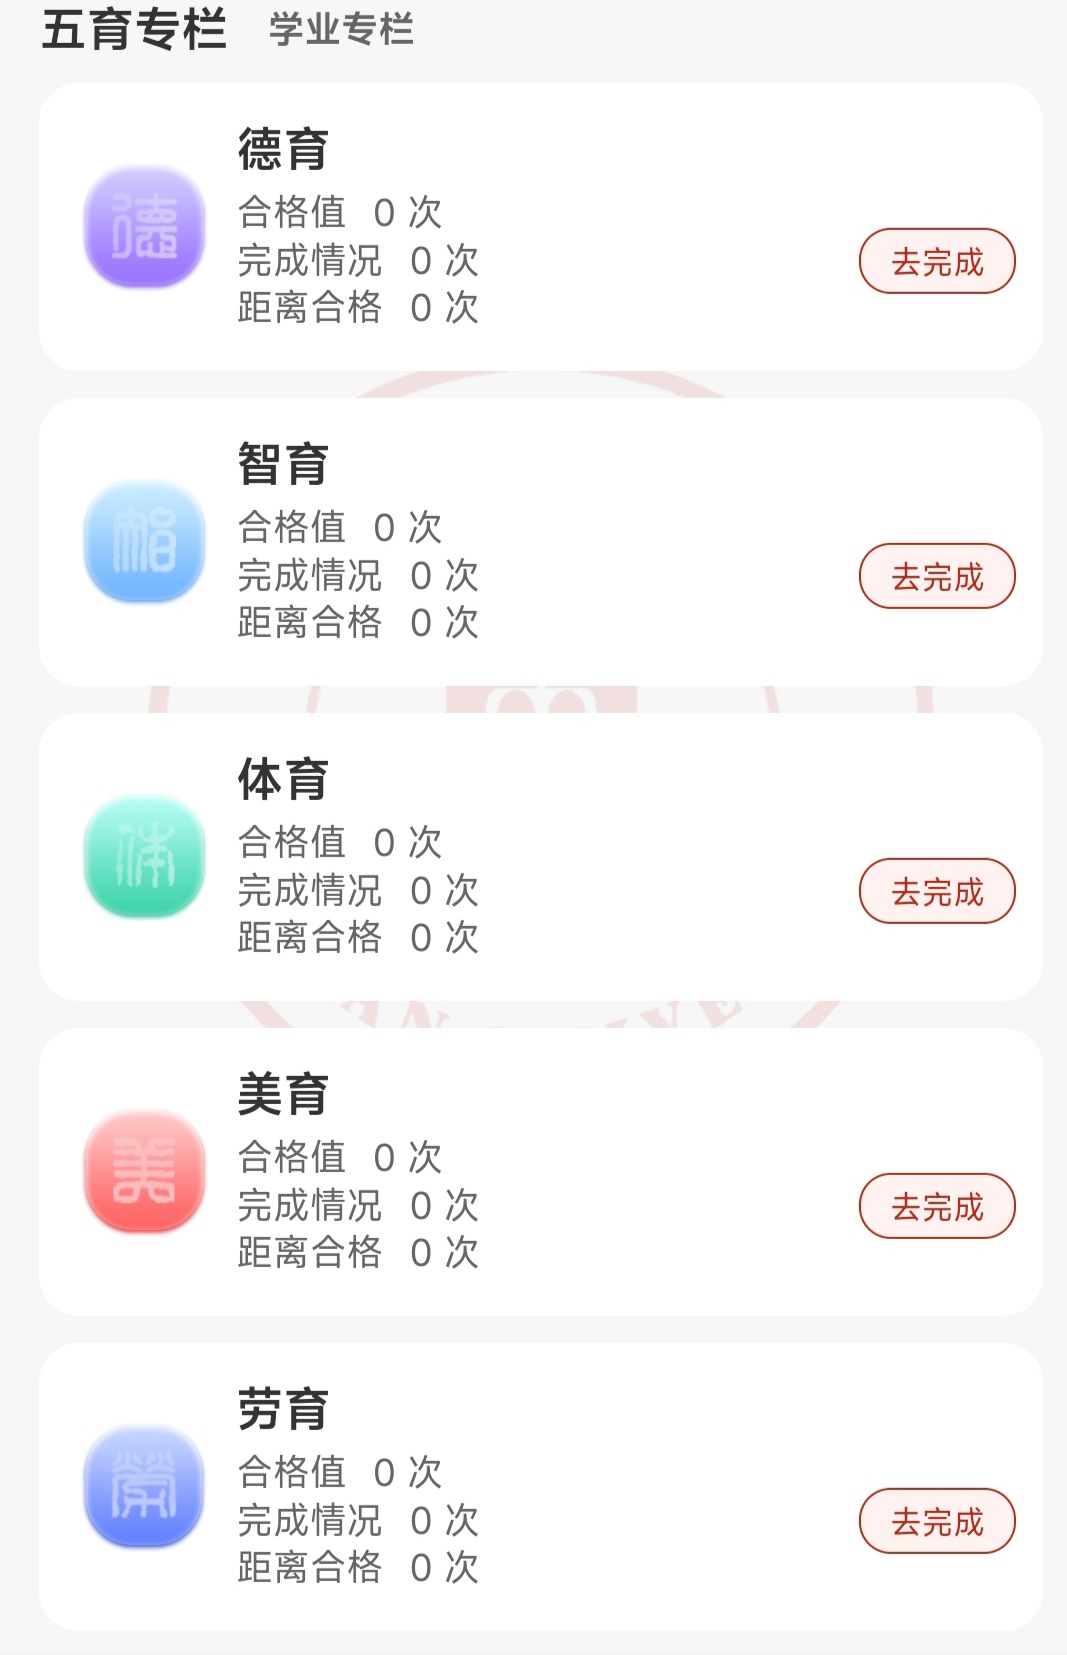 五育专栏 学业专栏
德育
合格值 0 次
完成情况 0 次
距离合格 0 次
去完成
德
智育
合格值 0 次
完成情况 0 次
距离合格 0 次
去完成
体育
合格值 0 次
完成情况 0 次
距离合格 0 次
去完成
体
美育
合格值 0 次
完成情况 0 次
距离合格 0 次
去完成
美
劳育
合格值 0 次
完成情况 0 次
距离合格 0 次
去完成